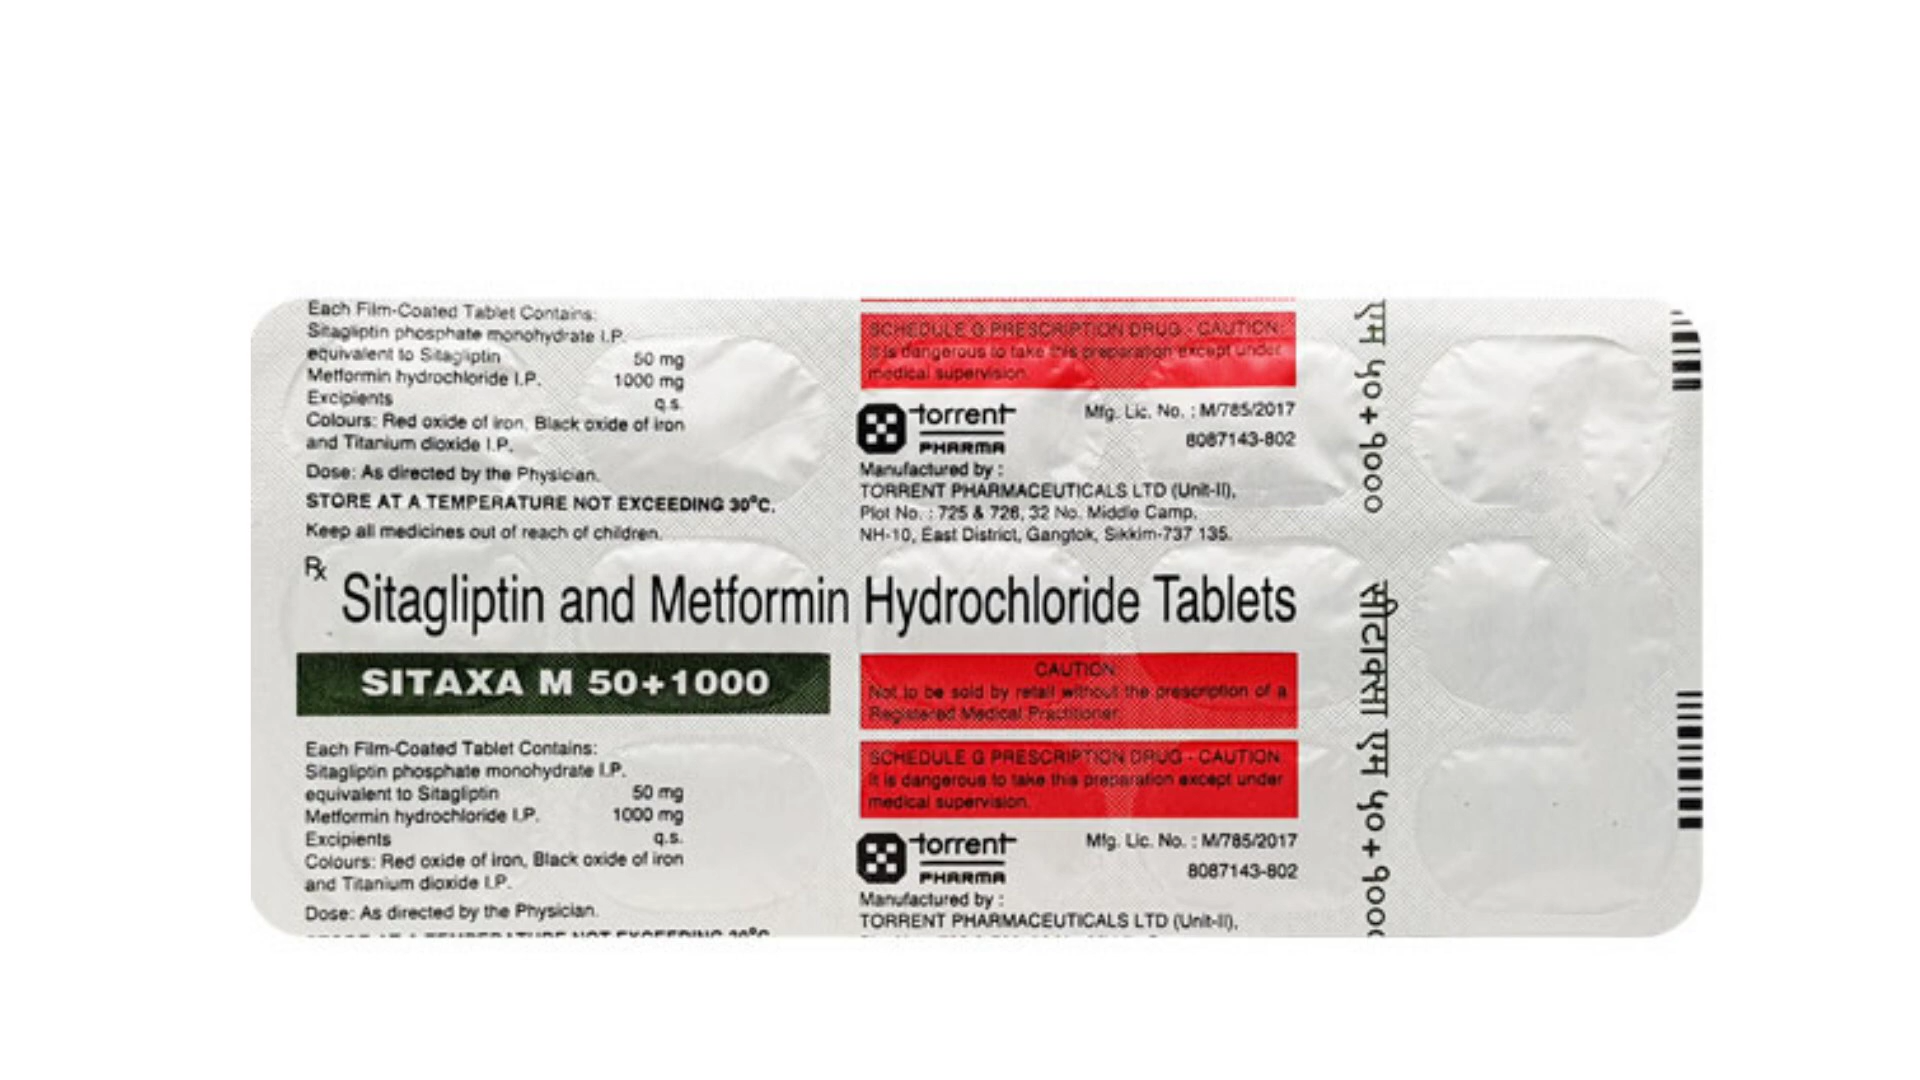 Each Film-Coated Tablet Contains:
Sitagliptin phosphate monohydrate I.P.
equivalent to Sitagliptin 50 mg
Metformin hydrochloride I.P. 1000 mg
Excipients q.s.
Colours: Red oxide of iron, Black oxide of iron
and Titanium dioxide I.P.
Dose: As directed by the Physician.
STORE AT A TEMPERATURE NOT EXCEEDING 30°C.
Keep all medicines out of reach of children.
SCHEDULE G PRESCRIPTION DRUG - CAUTION:
It is dangerous to take this preparation except under
medical supervision.
torrent
PHARMA
Mfg. Lic. No. : M/785/2017
8087143-802
Manufactured by :
TORRENT PHARMACEUTICALS LTD (Unit-II),
Plot No. : 725 & 726, 32 No. Middle Camp,
NH-10, East District, Gangtok, Sikkim-737 135.
Rx
Sitagliptin and Metformin Hydrochloride Tablets
SITAXA M 50+1000
CAUTION:
Not to be sold by retail without the prescription of a
Registered Medical Practitioner.
Each Film-Coated Tablet Contains:
Sitagliptin phosphate monohydrate I.P.
equivalent to Sitagliptin 50 mg
Metformin hydrochloride I.P. 1000 mg
Excipients q.s.
Colours: Red oxide of iron, Black oxide of iron
and Titanium dioxide I.P.
Dose: As directed by the Physician.
STORE AT A TEMPERATURE NOT EXCEEDING 30°C.
SCHEDULE G PRESCRIPTION DRUG - CAUTION:
It is dangerous to take this preparation except under
medical supervision.
torrent
PHARMA
Mfg. Lic. No. : M/785/2017
8087143-802
Manufactured by :
TORRENT PHARMACEUTICALS LTD (Unit-II),
एम ५०+१०००
सीटाक्सा एम ५०+१०००